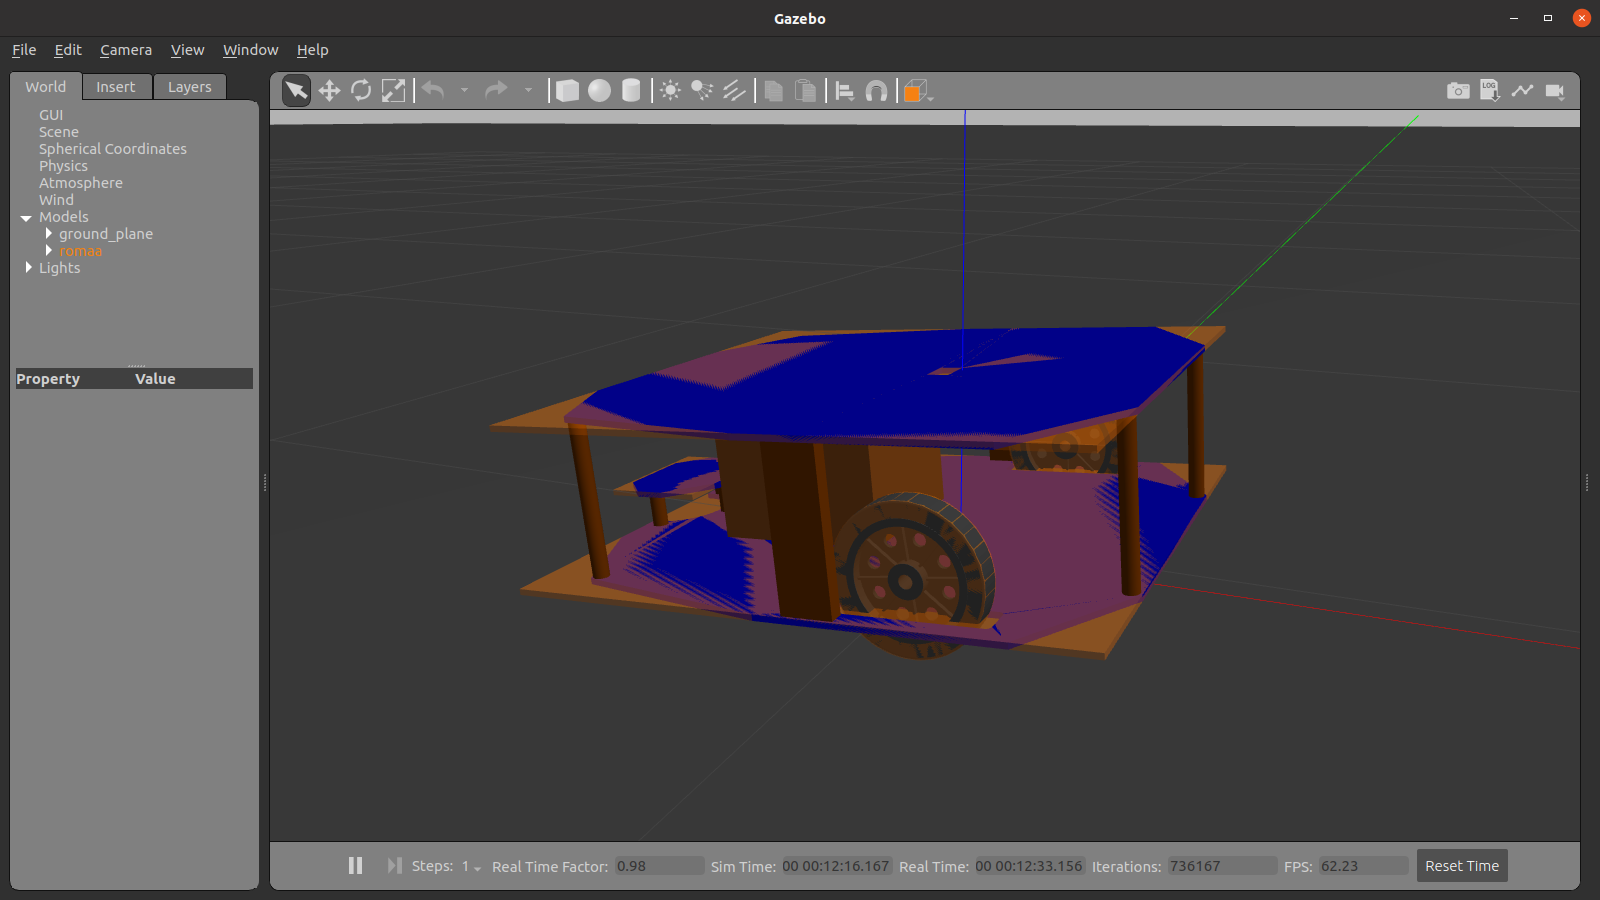 Gazebo
File Edit Camera View Window Help
World Insert Layers
LOG
GUI
Scene
Spherical Coordinates
Physics
Atmosphere
Wind
Models
ground_plane
romaa
Lights
Property Value
Steps: 1 Real Time Factor: 0.98 Sim Time: 00 00:12:16.167 Real Time: 00 00:12:33.156 Iterations: 736167 FPS: 62.23 Reset Time